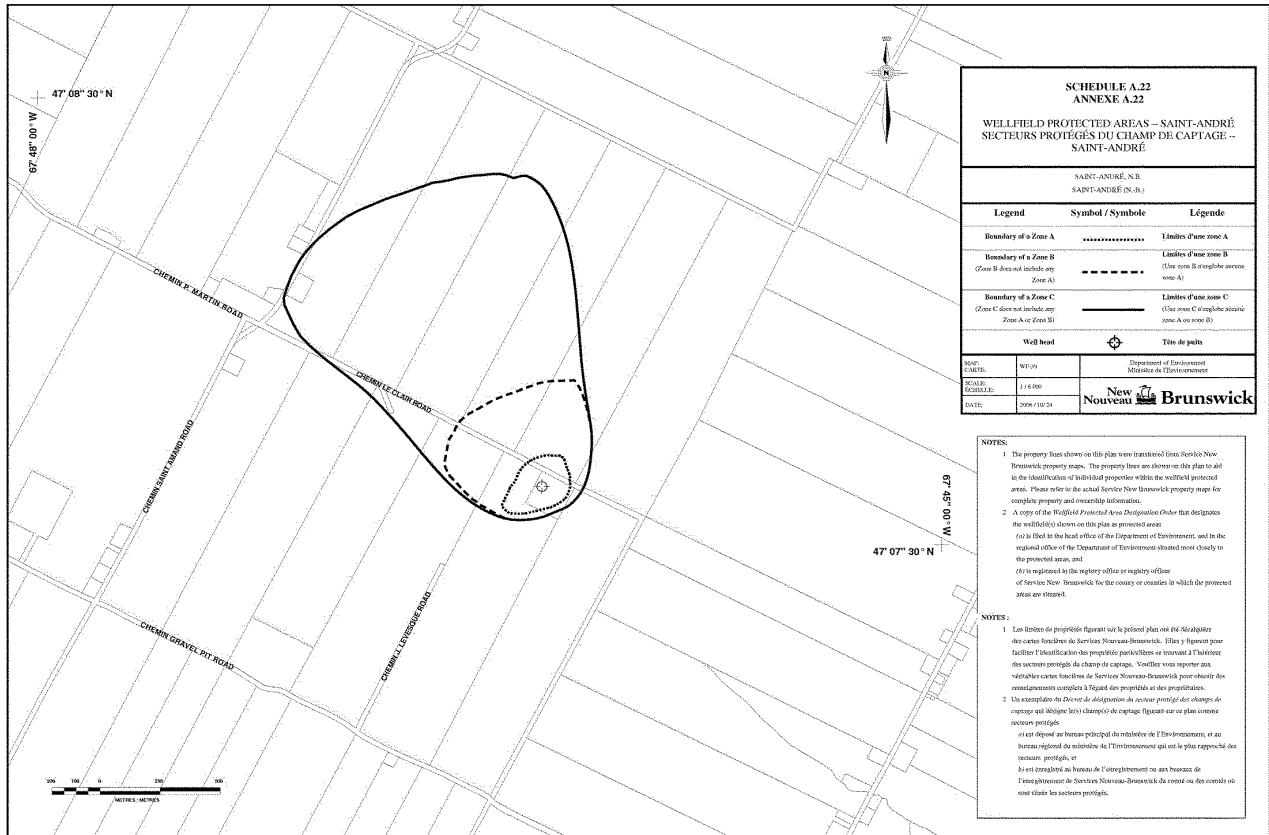 47' 08" 30° N
67' 48" 00° W
CHEMIN P. MARTIN ROAD
CHEMIN LE CLAIR ROAD
CHEMIN SAINT AMAND ROAD
CHEMIN J. LEVESQUE ROAD
CHEMIN GRAVEL PIT ROAD
67' 45" 00° W
47' 07" 30° N
N
METRES / MÈTRES
SCHEDULE A.22
ANNEXE A.22
WELLFIELD PROTECTED AREAS – SAINT-ANDRÉ
SECTEURS PROTÉGÉS DU CHAMP DE CAPTAGE –
SAINT-ANDRÉ
SAINT-ANDRÉ, N.B.
SAINT-ANDRÉ (N.-B.)
Legend Symbol / Symbole Légende
Boundary of a Zone A Limites d'une zone A
Boundary of a Zone B Limites d'une zone B
(Zone B does not include any (Une zone B n'englobe aucune
Zone A) zone A)
Boundary of a Zone C Limites d'une zone C
(Zone C does not include any (Une zone C n'englobe aucune
Zone A or Zone B) zone A ou zone B)
Well head Tête de puits
MAP:
CARTE:
Department of Environment
Ministère de l'Environnement
SCALE:
ÉCHELLE:
1 / 6 000
DATE:
2006 / 10 / 24
New Nouveau Brunswick
NOTES:
1 The property lines shown on this plan were transferred from Service New
Brunswick property maps. The property lines are shown on this plan to aid
in the identification of individual properties within the wellfield protected
areas. Please refer to the actual Service New Brunswick property maps for
complete property and ownership information.
2 A copy of the Wellfield Protected Area Designation Order that designates
the wellfield(s) shown on this plan as protected areas
(a) is filed in the head office of the Department of Environment, and in the
regional office of the Department of Environment situated most closely to
the protected areas, and
(b) is registered in the registry office or registry offices
of Service New Brunswick for the county or counties in which the protected
areas are situated.
NOTES :
1 Les limites de propriétés figurant sur le présent plan ont été décalquées
des cartes foncières de Services Nouveau-Brunswick. Elles y figurent pour
faciliter l'identification des propriétés particulières se trouvant à l'intérieur
des secteurs protégés du champ de captage. Veuillez vous reporter aux
véritables cartes foncières de Services Nouveau-Brunswick pour obtenir des
renseignements complets à l'égard des propriétés et des propriétaires.
2 Un exemplaire du Décret de désignation du secteur protégé des champs de
captage qui désigne le(s) champ(s) de captage figurant sur ce plan comme
secteurs protégés
a) est déposé au bureau principal du ministère de l'Environnement, et au
bureau régional du ministère de l'Environnement qui est le plus rapproché des
secteurs protégés, et
b) est enregistré au bureau de l'enregistrement ou aux bureaux de
l'enregistrement de Services Nouveau-Brunswick du comté ou des comtés où
sont situés les secteurs protégés.